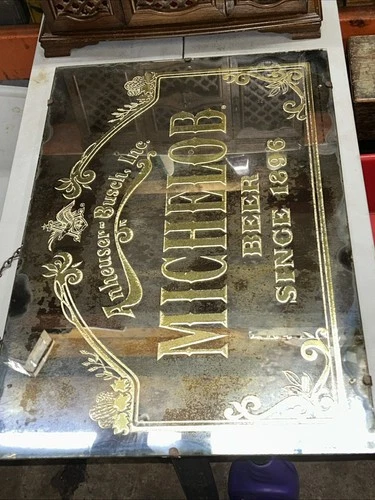 Anheuser-Busch, Inc.
MICHELOB.
BEER
SINCE 1896